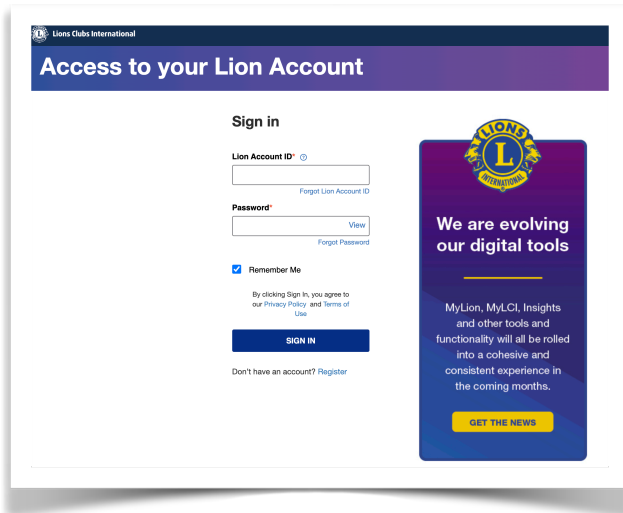 Lions Clubs International
Access to your Lion Account
Sign in
Lion Account ID* ?
Forgot Lion Account ID
Password*
View
Forgot Password
Remember Me
By clicking Sign In, you agree to
our Privacy Policy and Terms of
Use
SIGN IN
Don't have an account? Register
LIONS
L
INTERNATIONAL
We are evolving
our digital tools
MyLion, MyLCI, Insights
and other tools and
functionality will all be rolled
into a cohesive and
consistent experience in
the coming months.
GET THE NEWS